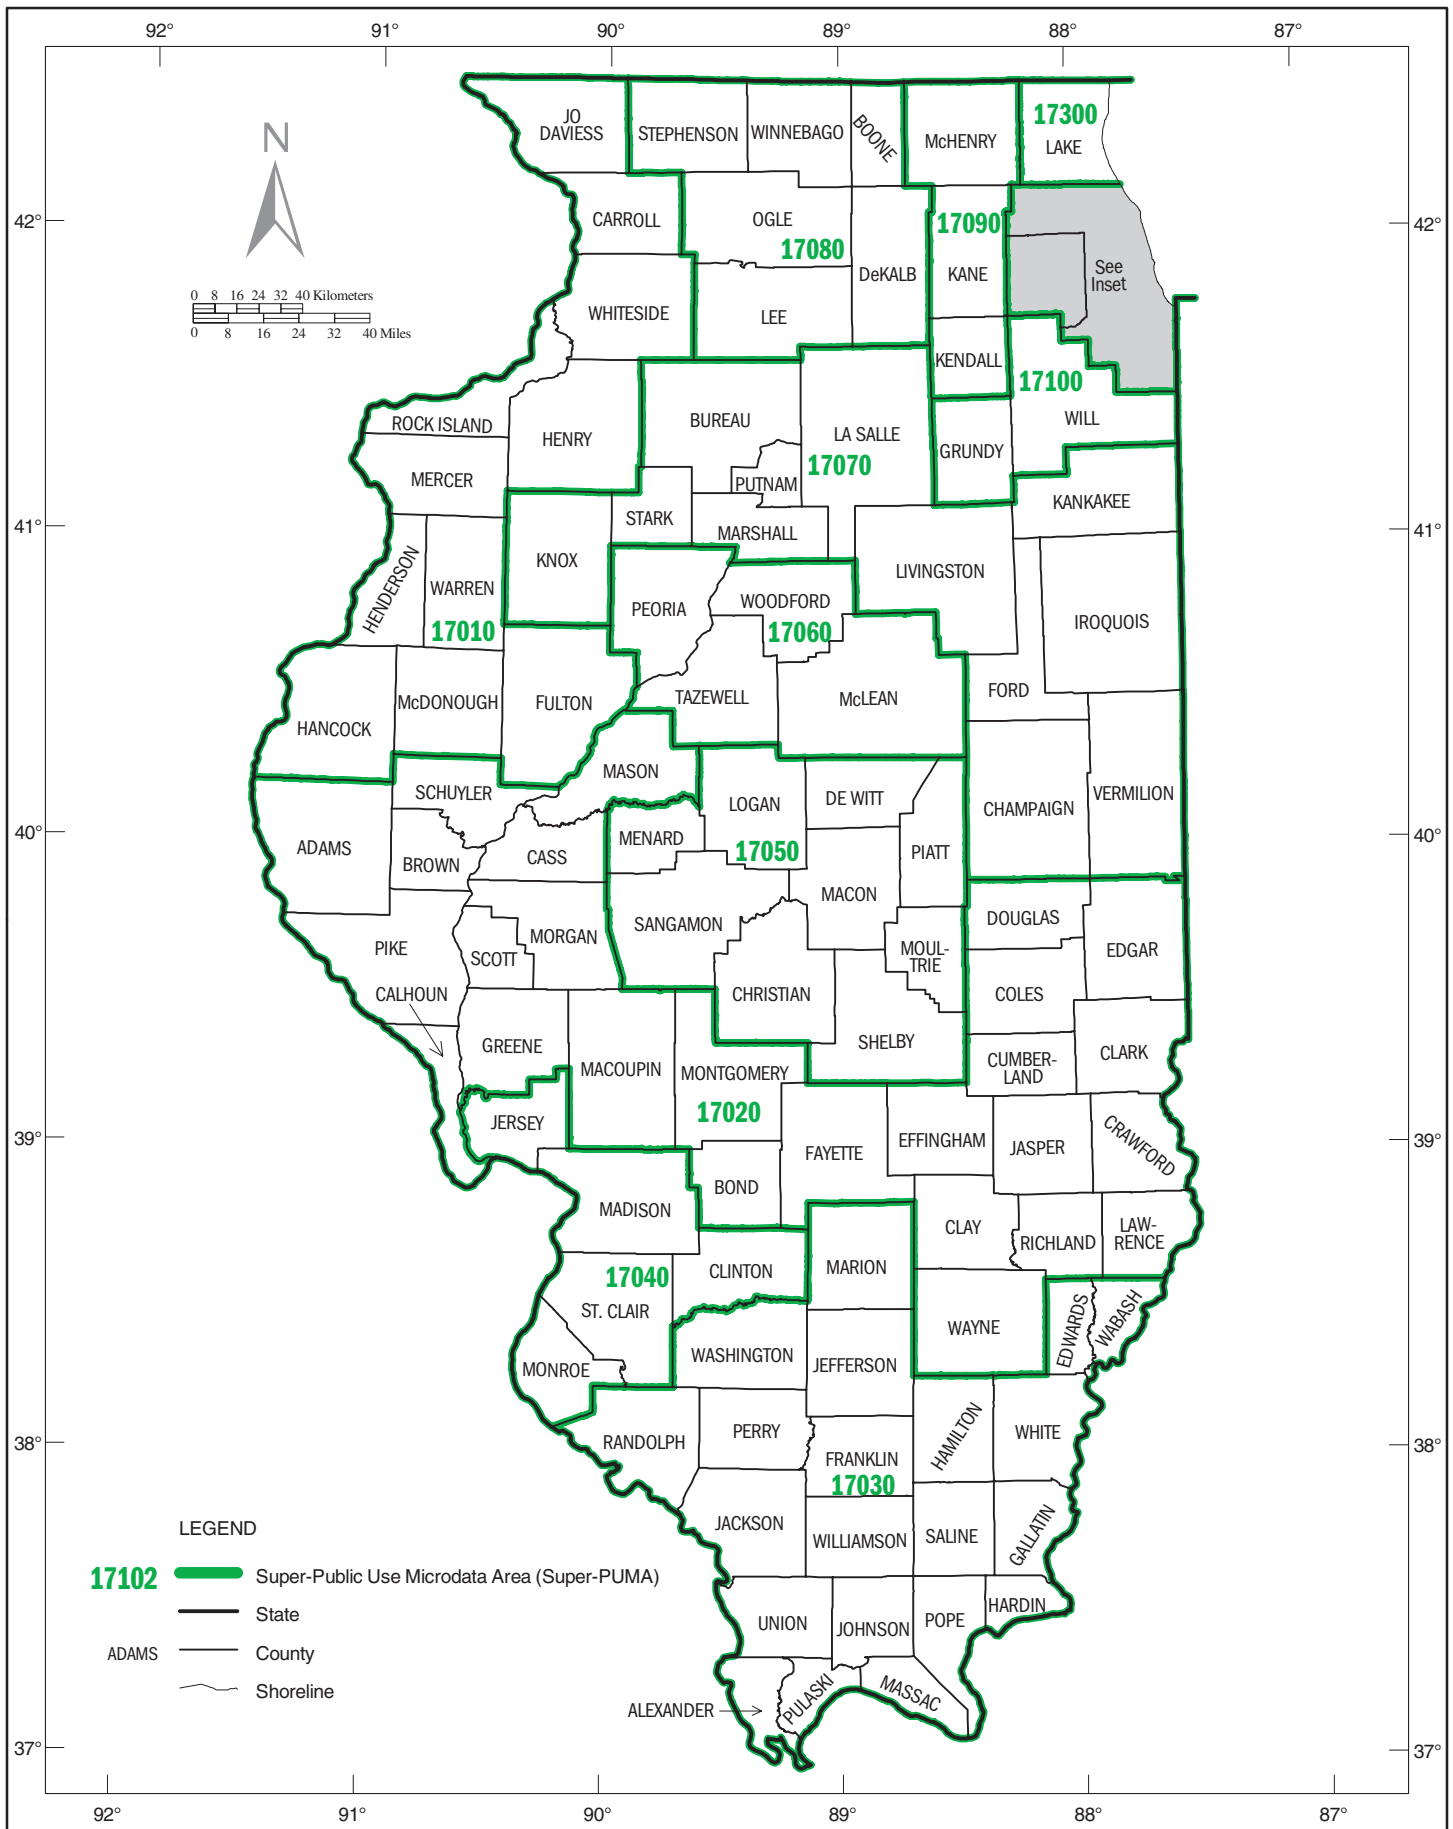 92° 91° 90° 89° 88° 87°
JO
DAVIESS
STEPHENSON
WINNEBAGO
BOONE
McHENRY
17300
LAKE
N
42°
CARROLL
OGLE
17080
DeKALB
17090
KANE
See
Inset
42°
0 8 16 24 32 40 Kilometers
0 8 16 24 32 40 Miles
WHITESIDE
LEE
KENDALL
17100
ROCK ISLAND
HENRY
BUREAU
LA SALLE
17070
GRUNDY
WILL
MERCER
PUTNAM
KANKAKEE
41°
STARK
MARSHALL
41°
HENDERSON
WARREN
17010
KNOX
PEORIA
WOODFORD
17060
LIVINGSTON
IROQUOIS
HANCOCK
McDONOUGH
FULTON
TAZEWELL
McLEAN
FORD
MASON
SCHUYLER
LOGAN
DE WITT
CHAMPAIGN
VERMILION
40°
ADAMS
BROWN
CASS
MENARD
17050
PIATT
40°
MACON
SANGAMON
DOUGLAS
PIKE
SCOTT
MORGAN
MOUL-
TRIE
EDGAR
CALHOUN
CHRISTIAN
COLES
GREENE
MACOUPIN
MONTGOMERY
SHELBY
CUMBER-
LAND
CLARK
17020
39°
JERSEY
FAYETTE
EFFINGHAM
JASPER
CRAWFORD
39°
MADISON
BOND
CLAY
RICHLAND
LAW-
RENCE
17040
ST. CLAIR
CLINTON
MARION
WAYNE
EDWARDS
WABASH
MONROE
WASHINGTON
JEFFERSON
38°
RANDOLPH
PERRY
FRANKLIN
17030
HAMILTON
WHITE
38°
JACKSON
WILLIAMSON
SALINE
GALLATIN
LEGEND
17102 Super-Public Use Microdata Area (Super-PUMA)
State
ADAMS County
Shoreline
UNION
JOHNSON
POPE
HARDIN
ALEXANDER
PULASKI
MASSAC
37°
37°
92° 91° 90° 89° 88° 87°